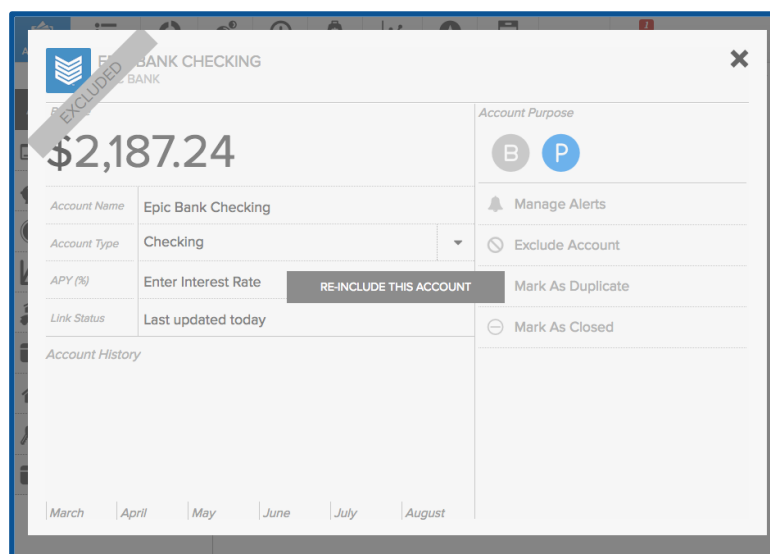 EXCLUDED
EPIC BANK CHECKING
BANK
$2,187.24
Account Name
Epic Bank Checking
Account Type
Checking
APY (%)
Enter Interest Rate
Link Status
Last updated today
RE-INCLUDE THIS ACCOUNT
Account Purpose
B P
Manage Alerts
Exclude Account
Mark As Duplicate
Mark As Closed
Account History
March April May June July August